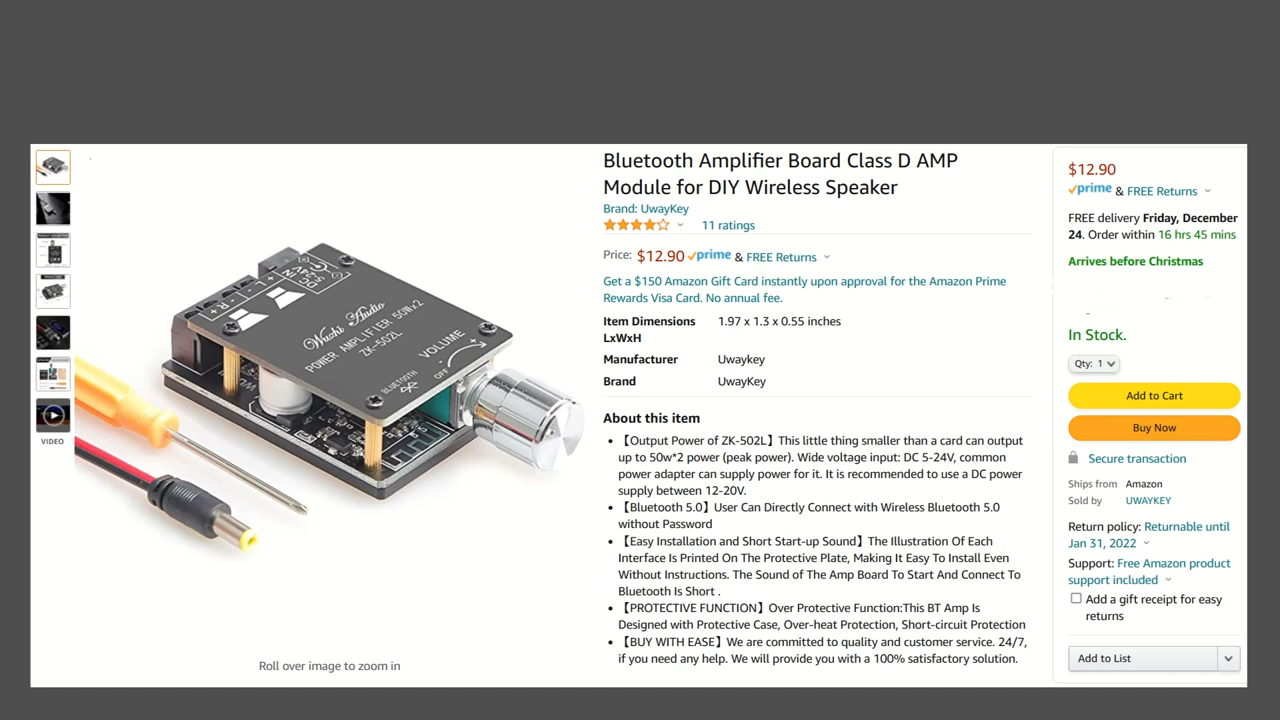 Bluetooth Amplifier Board Class D AMP
Module for DIY Wireless Speaker
Brand: UwayKey
11 ratings
Price: $12.90 prime & FREE Returns
Get a $150 Amazon Gift Card instantly upon approval for the Amazon Prime
Rewards Visa Card. No annual fee.
Item Dimensions 1.97 x 1.3 x 0.55 inches
LxWxH
Manufacturer Uwaykey
Brand UwayKey
About this item
• 【Output Power of ZK-502L】This little thing smaller than a card can output
up to 50w*2 power (peak power). Wide voltage input: DC 5-24V, common
power adapter can supply power for it. It is recommended to use a DC power
supply between 12-20V.
• 【Bluetooth 5.0】User Can Directly Connect with Wireless Bluetooth 5.0
without Password
• 【Easy Installation and Short Start-up Sound】The Illustration Of Each
Interface Is Printed On The Protective Plate, Making It Easy To Install Even
Without Instructions. The Sound of The Amp Board To Start And Connect To
Bluetooth Is Short .
• 【PROTECTIVE FUNCTION】Over Protective Function:This BT Amp Is
Designed with Protective Case, Over-heat Protection, Short-circuit Protection
• 【BUY WITH EASE】We are committed to quality and customer service. 24/7,
if you need any help. We will provide you with a 100% satisfactory solution.
$12.90
prime & FREE Returns
FREE delivery Friday, December
24. Order within 16 hrs 45 mins
Arrives before Christmas
In Stock.
Qty: 1
Add to Cart
Buy Now
Secure transaction
Ships from Amazon
Sold by UWAYKEY
Return policy: Returnable until
Jan 31, 2022
Support: Free Amazon product
support included
Add a gift receipt for easy
returns
Add to List
VIDEO
Roll over image to zoom in
+R-
-L+
Wuzhi Audio
POWER AMPLIFIER 50W×2
ZK-502L
VOLUME
BLUETOOTH
OFF